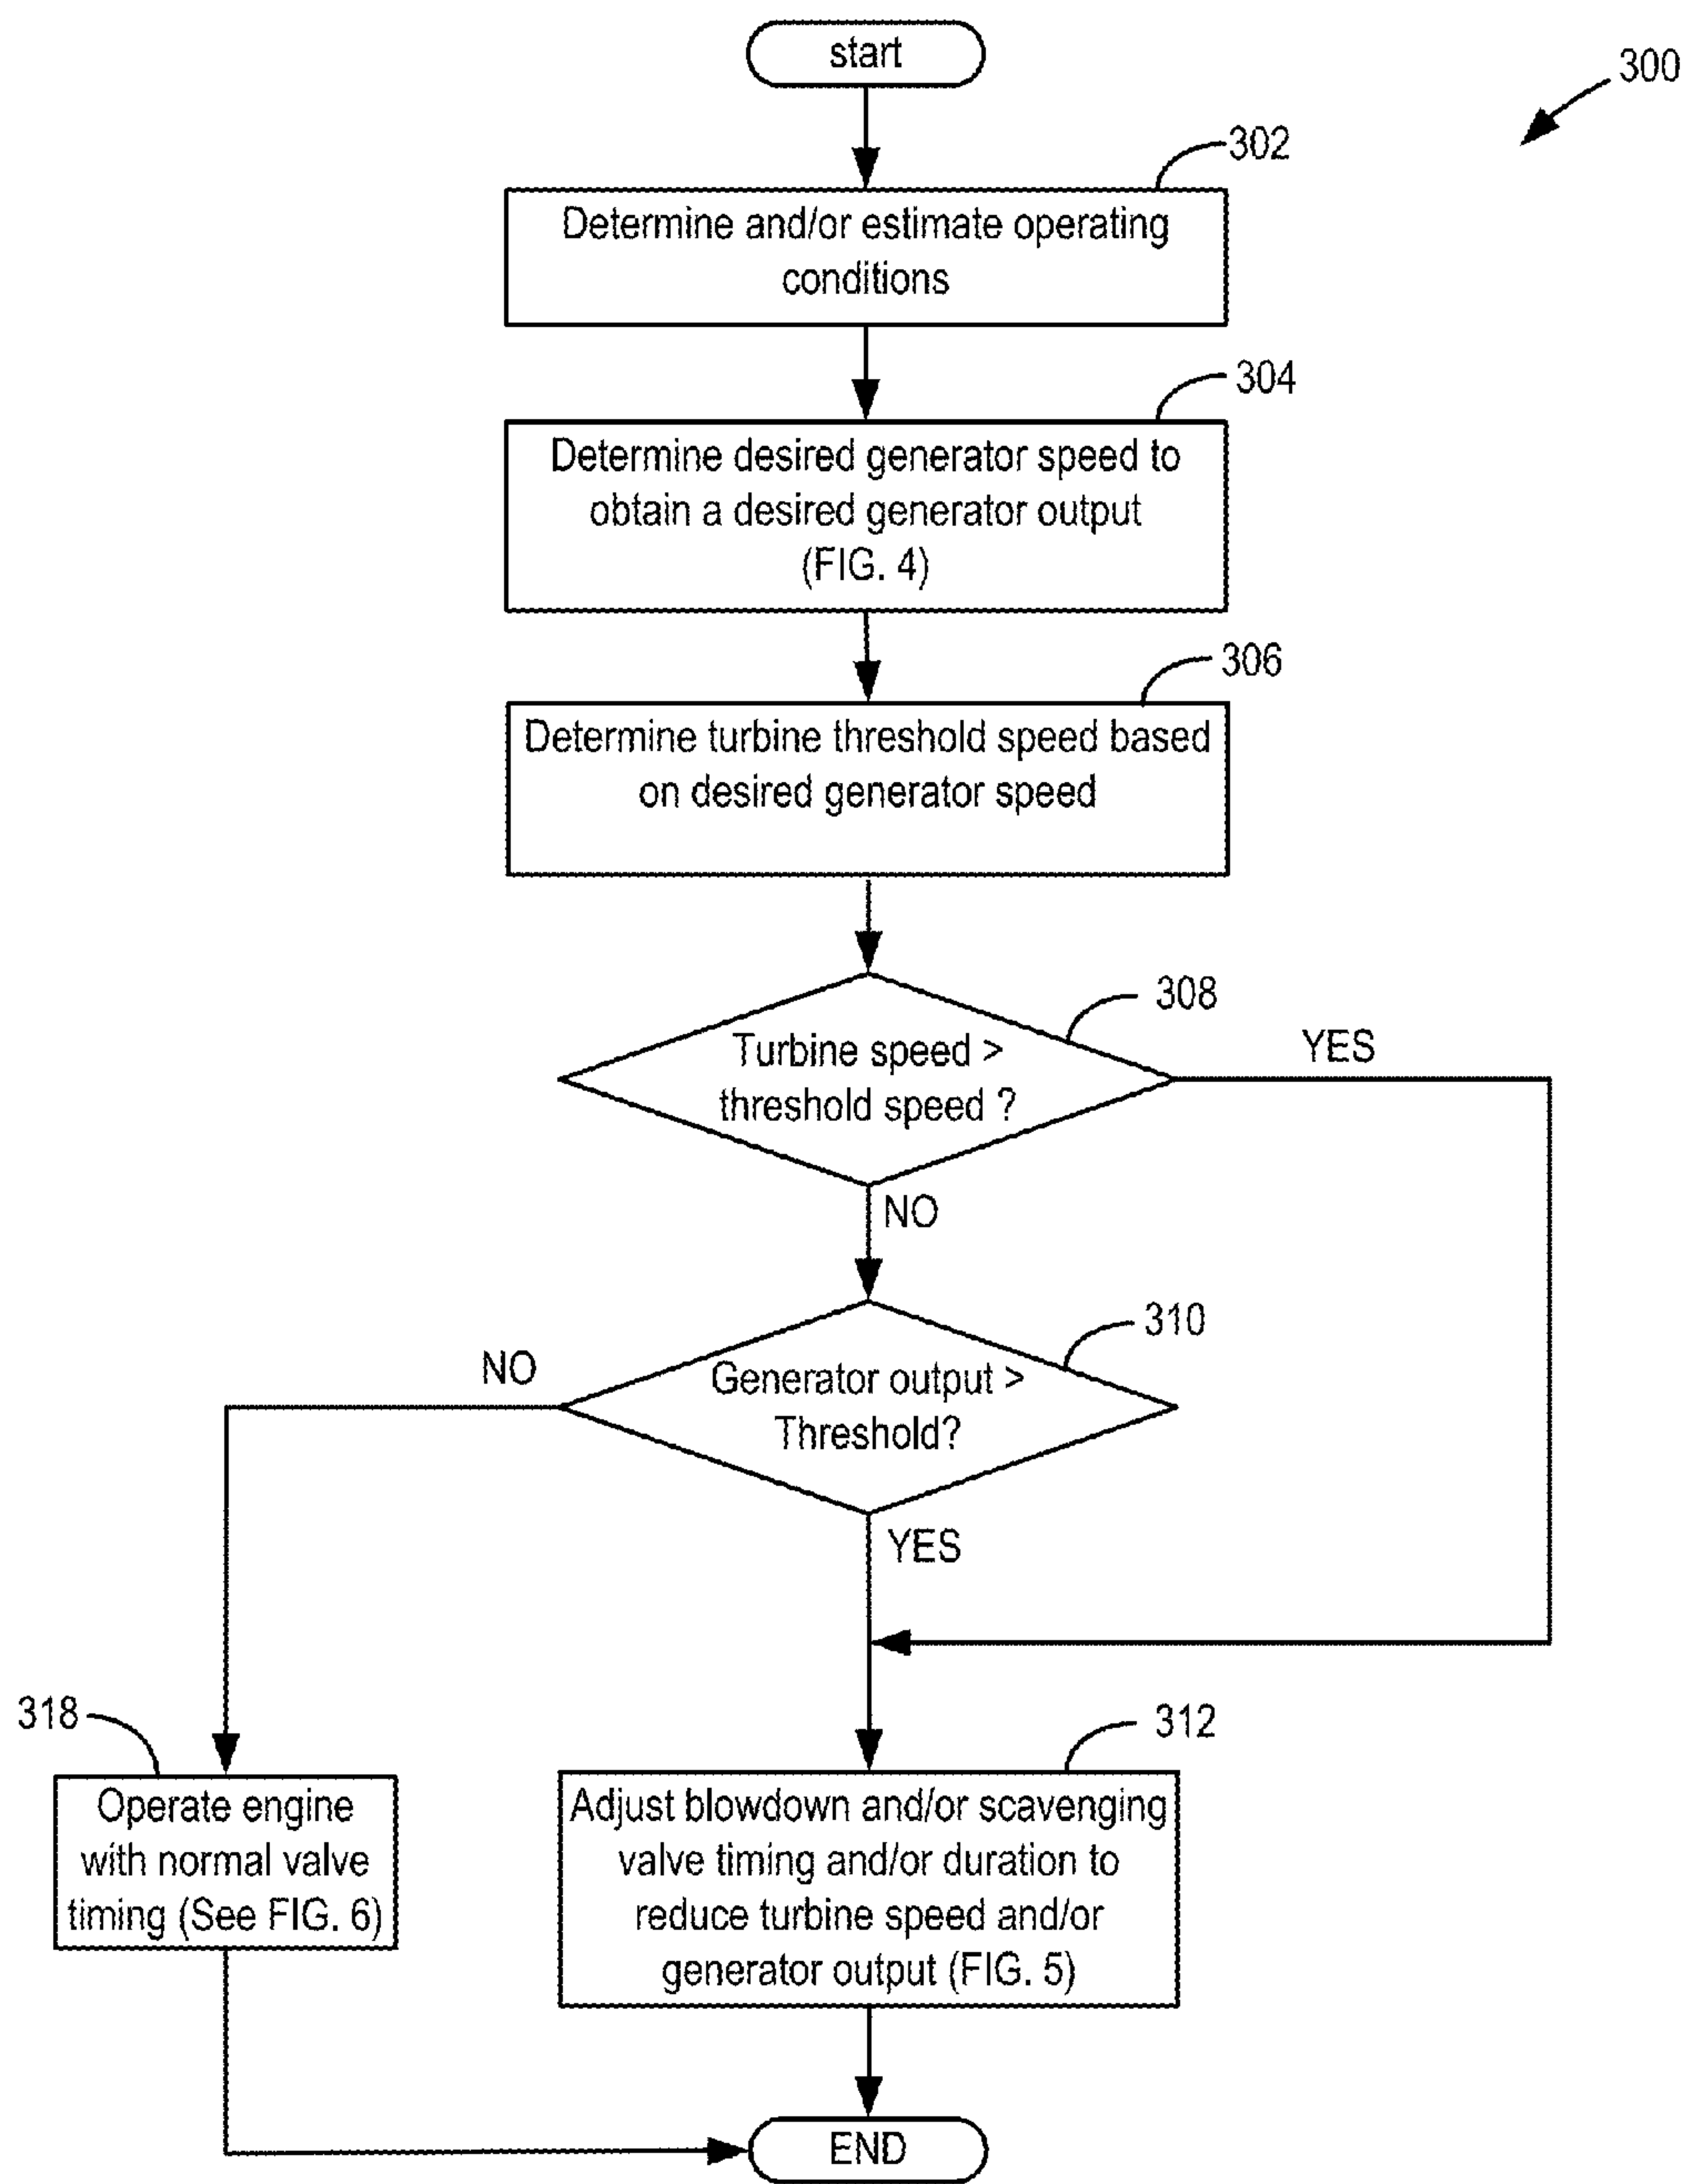 start
300
302
Determine and/or estimate operating
conditions
304
Determine desired generator speed to
obtain a desired generator output
(FIG. 4)
306
Determine turbine threshold speed based
on desired generator speed
308
Turbine speed >
threshold speed ?
YES
NO
310
NO
Generator output >
Threshold?
YES
318
Operate engine
with normal valve
timing (See FIG. 6)
312
Adjust blowdown and/or scavenging
valve timing and/or duration to
reduce turbine speed and/or
generator output (FIG. 5)
END